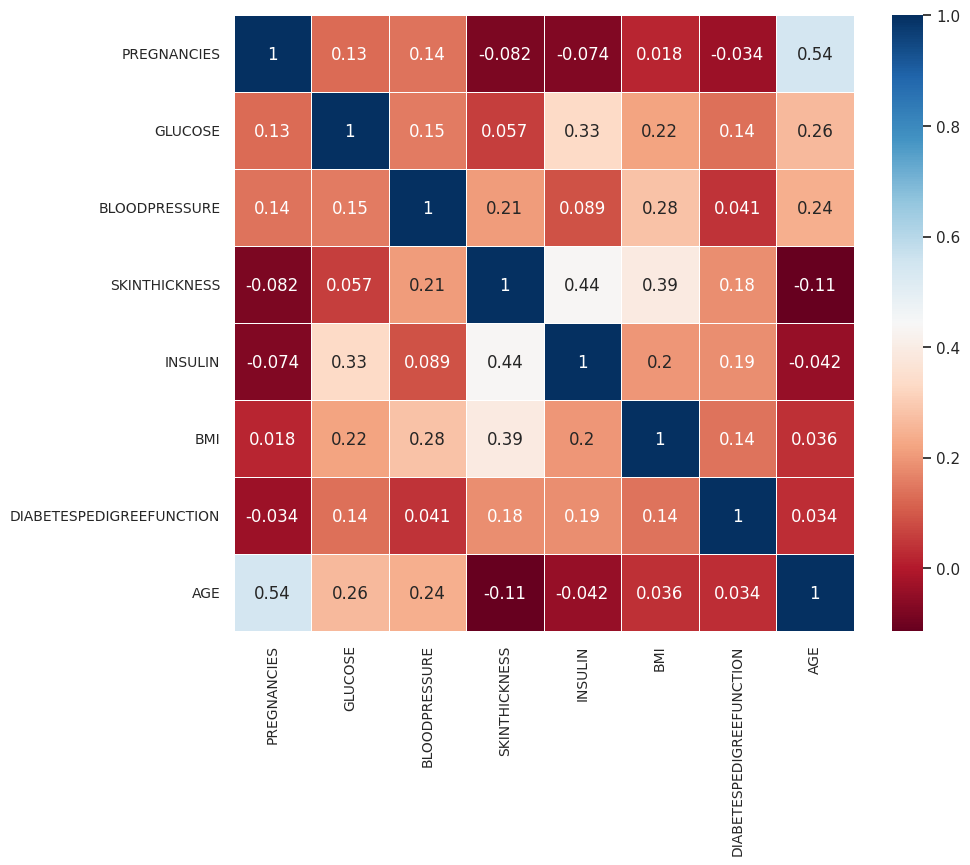 1.0
PREGNANCIES 1 0.13 0.14 -0.082 -0.074 0.018 -0.034 0.54
GLUCOSE 0.13 1 0.15 0.057 0.33 0.22 0.14 0.26
0.8
BLOODPRESSURE 0.14 0.15 1 0.21 0.089 0.28 0.041 0.24
0.6
SKINTHICKNESS -0.082 0.057 0.21 1 0.44 0.39 0.18 -0.11
0.4
INSULIN -0.074 0.33 0.089 0.44 1 0.2 0.19 -0.042
BMI 0.018 0.22 0.28 0.39 0.2 1 0.14 0.036
0.2
DIABETESPEDIGREEFUNCTION -0.034 0.14 0.041 0.18 0.19 0.14 1 0.034
0.0
AGE 0.54 0.26 0.24 -0.11 -0.042 0.036 0.034 1
PREGNANCIES
GLUCOSE
BLOODPRESSURE
SKINTHICKNESS
INSULIN
BMI
DIABETESPEDIGREEFUNCTION
AGE